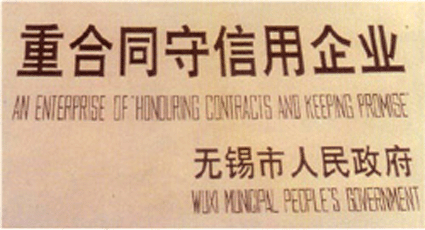 重合同守信用企业
AN ENTERPRISE OF "HONOURING CONTRACTS AND KEEPING PROMISE"
无锡市人民政府
WUXI MUNICIPAL PEOPLE'S GOVERNMENT